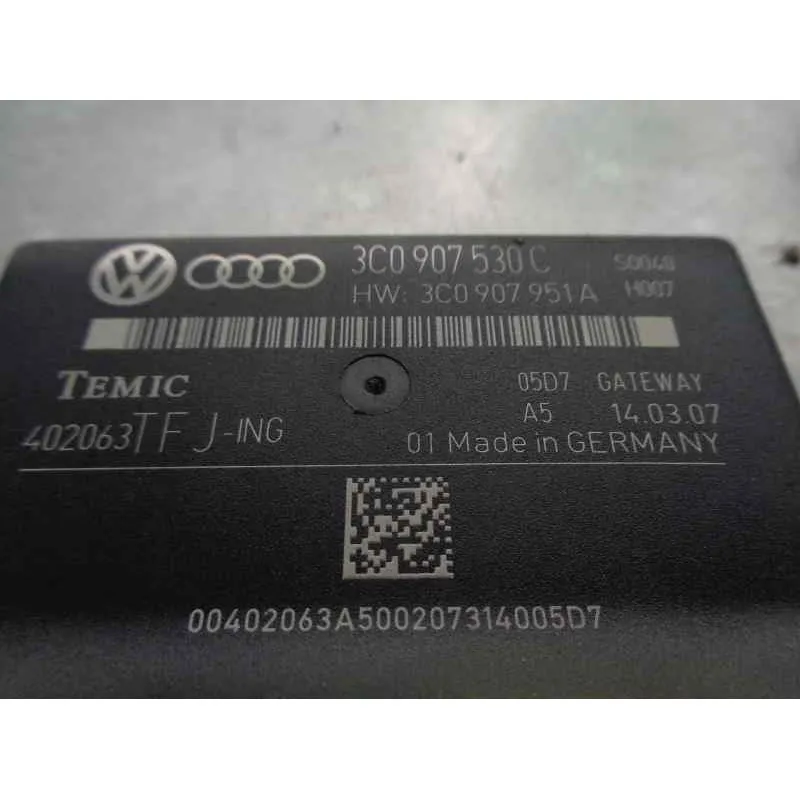 3C0 907 530 C S0040
HW: 3C0 907 951 A H007
TEMIC 05D7 GATEWAY
402063TFJ-ING A5 14.03.07
01 Made in GERMANY
00402063A500207314005D7